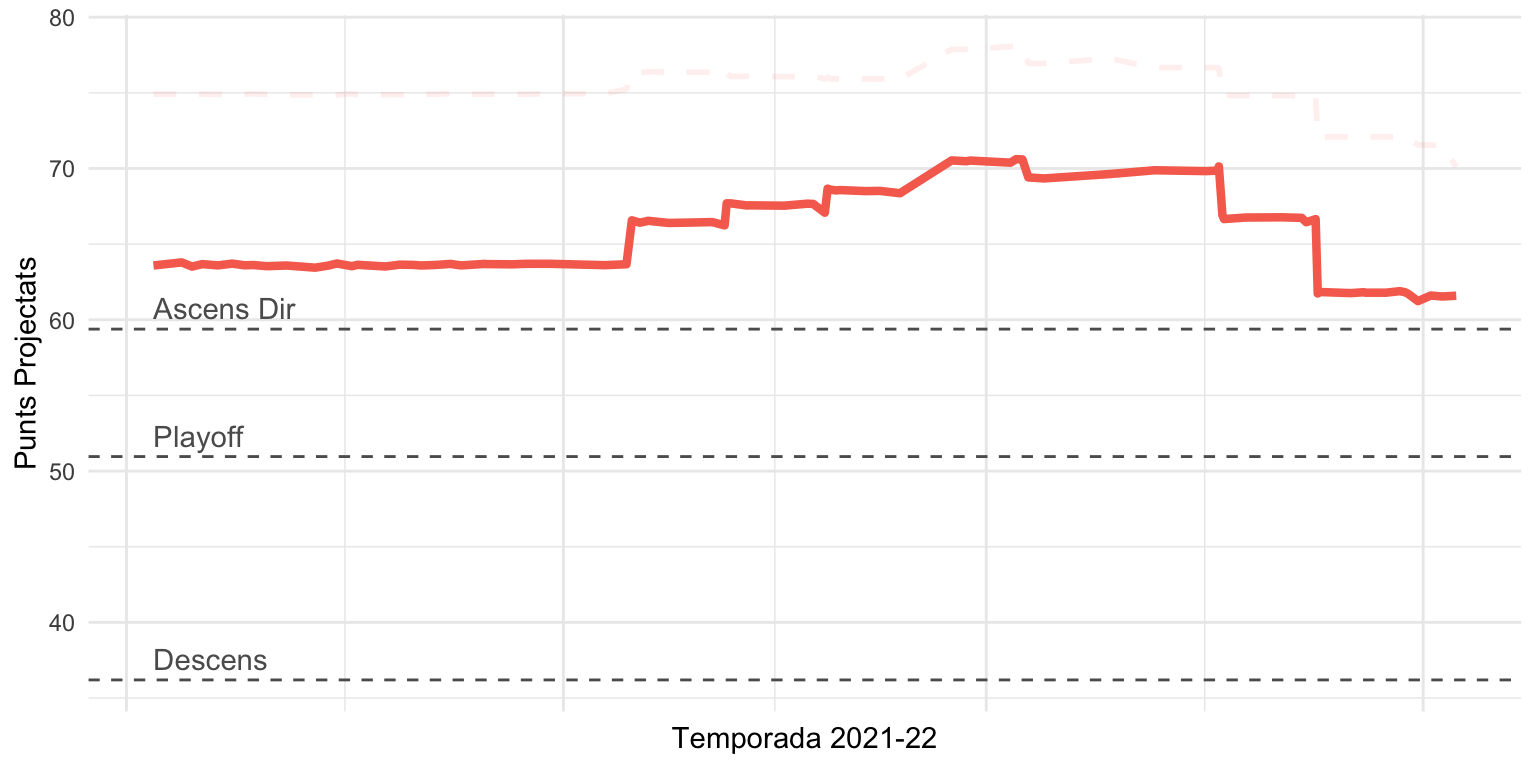 80
70
60
50
40
Punts Projectats
Ascens Dir
Playoff
Descens
Temporada 2021-22